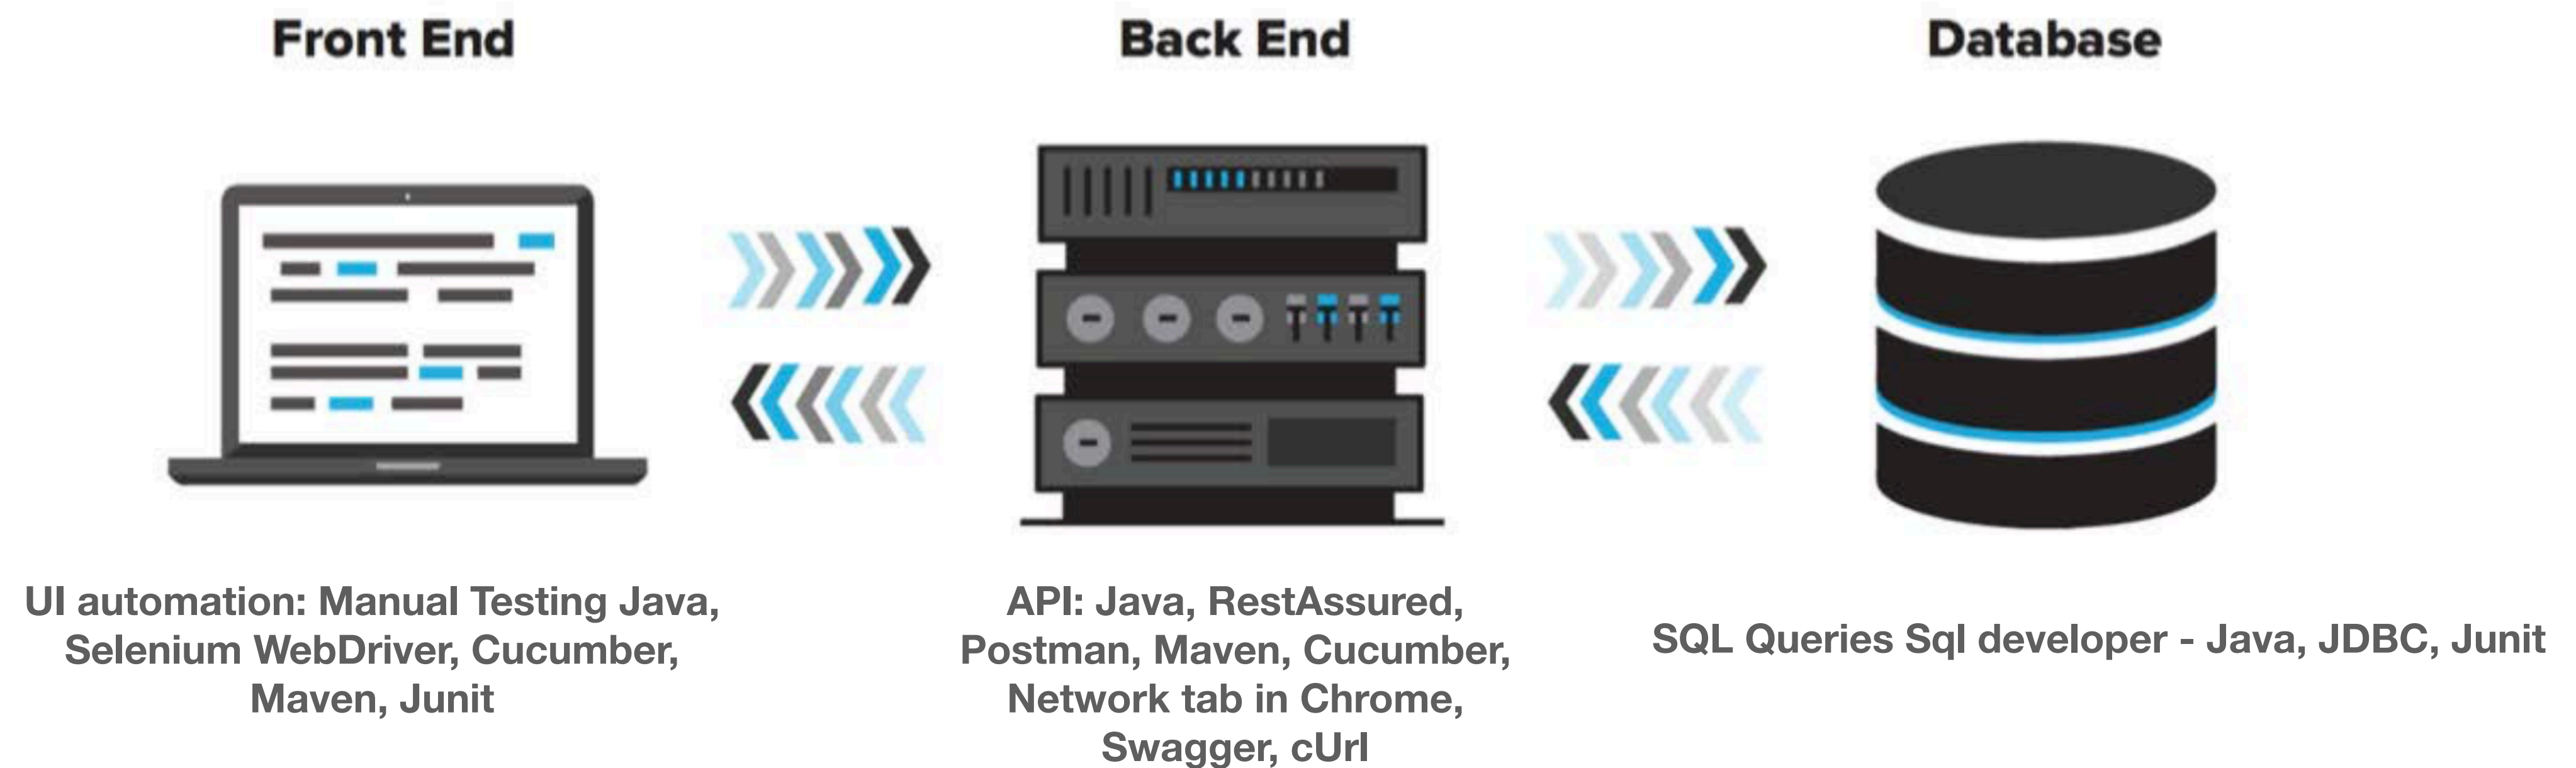 Front End
Back End
Database
UI automation: Manual Testing Java,
Selenium WebDriver, Cucumber,
Maven, Junit
API: Java, RestAssured,
Postman, Maven, Cucumber,
Network tab in Chrome,
Swagger, cUrl
SQL Queries Sql developer - Java, JDBC, Junit